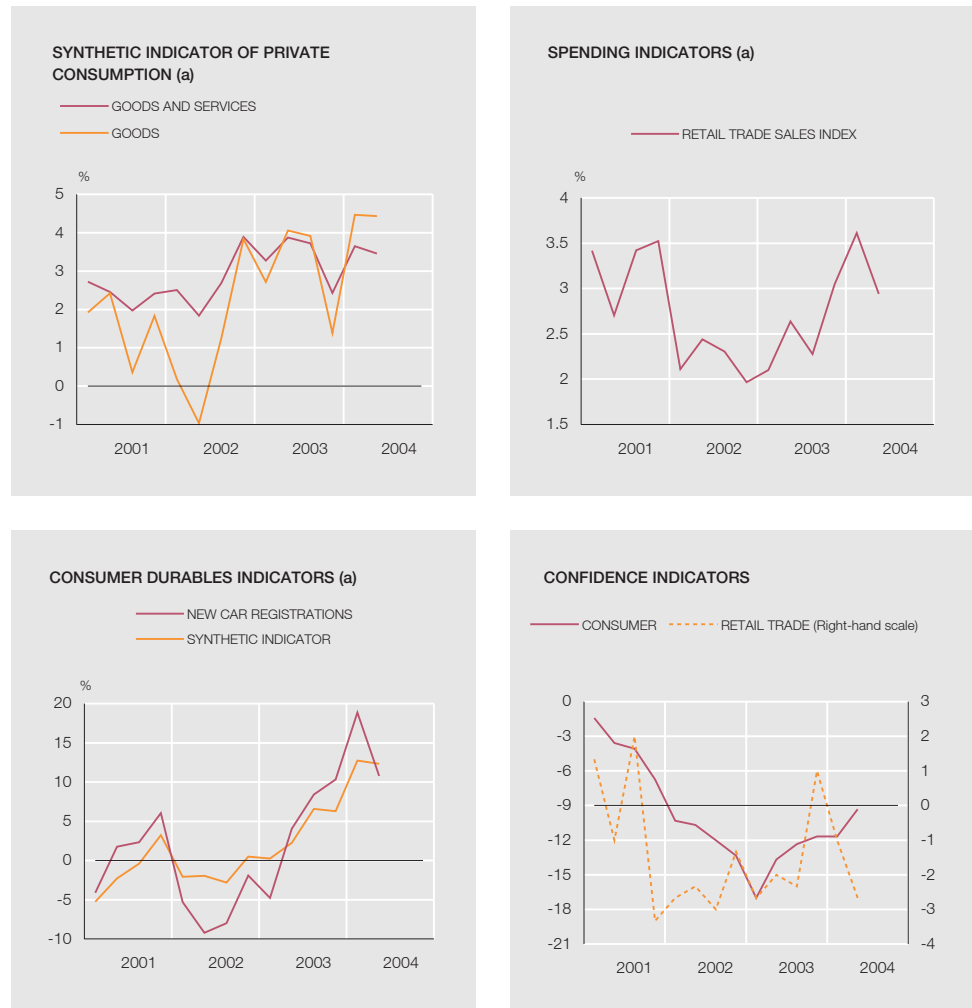 SYNTHETIC INDICATOR OF PRIVATE
CONSUMPTION (a)
GOODS AND SERVICES
GOODS
%
5
4
3
2
1
0
-1
2001 2002 2003 2004
SPENDING INDICATORS (a)
RETAIL TRADE SALES INDEX
%
4
3.5
3
2.5
2
1.5
2001 2002 2003 2004
CONSUMER DURABLES INDICATORS (a)
NEW CAR REGISTRATIONS
SYNTHETIC INDICATOR
%
20
15
10
5
0
-5
-10
2001 2002 2003 2004
CONFIDENCE INDICATORS
CONSUMER RETAIL TRADE (Right-hand scale)
0 3
-3 2
-6 1
-9 0
-12 -1
-15 -2
-18 -3
-21 -4
2001 2002 2003 2004